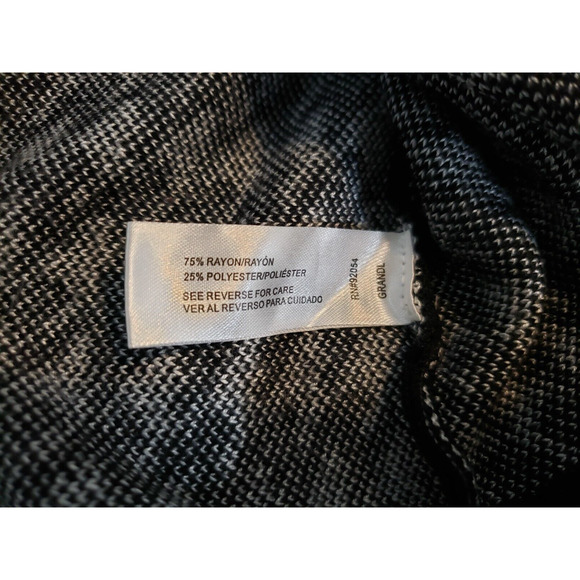 75% RAYON/RAYÓN
25% POLYESTER/POLIÉSTER
SEE REVERSE FOR CARE
VER AL REVERSO PARA CUIDADO
RN#92054
GRANDL